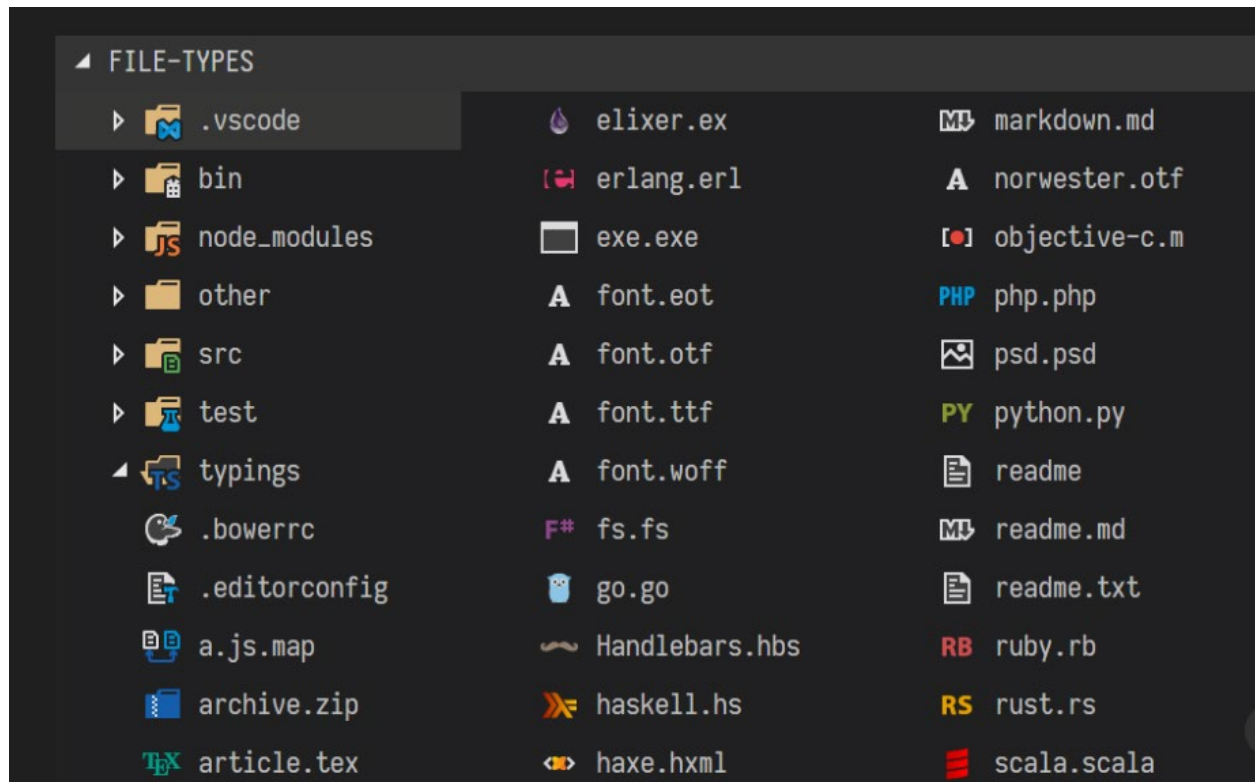 FILE-TYPES
.vscode
bin
node_modules
other
src
test
typings
.bowerrc
.editorconfig
a.js.map
archive.zip
article.tex
elixer.ex
erlang.erl
exe.exe
font.eot
font.otf
font.ttf
font.woff
fs.fs
go.go
Handlebars.hbs
haskell.hs
haxe.hxml
markdown.md
norwester.otf
objective-c.m
php.php
psd.psd
python.py
readme
readme.md
readme.txt
ruby.rb
rust.rs
scala.scala